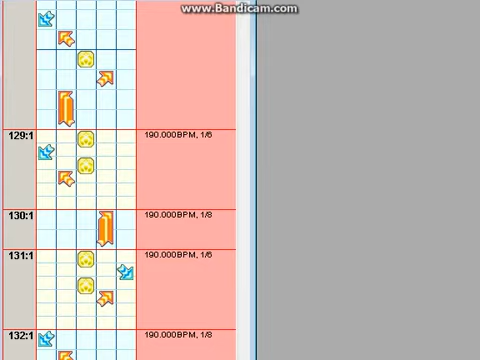 www.Bandicam.com
129:1 190.000BPM, 1/6
130:1 190.000BPM, 1/8
131:1 190.000BPM, 1/6
132:1 190.000BPM, 1/8